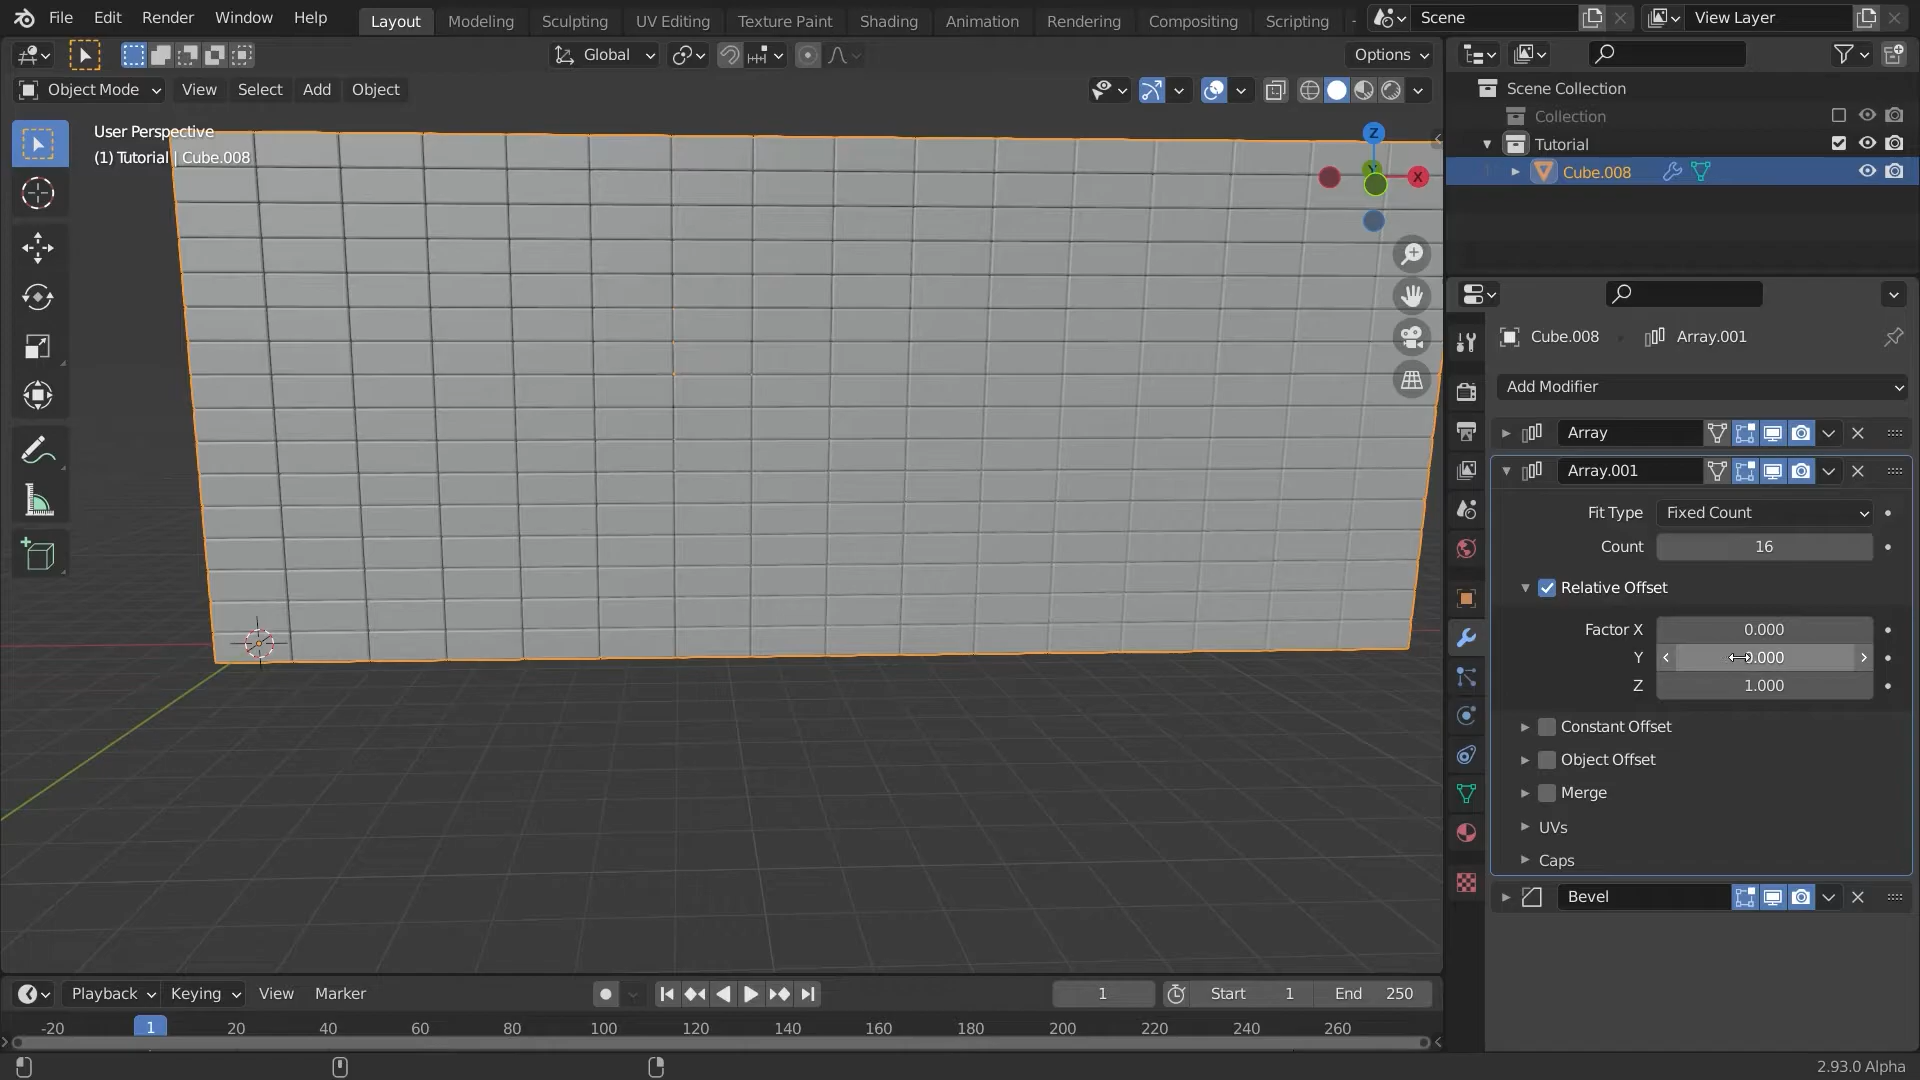 File Edit Render Window Help Layout Modeling Sculpting UV Editing Texture Paint Shading Animation Rendering Compositing Scripting Scene View Layer
Global Options
Object Mode View Select Add Object
User Perspective
(1) Tutorial | Cube.008
Z
Y
X
Scene Collection
Collection
Tutorial
Cube.008
Cube.008 Array.001
Add Modifier
Array
Array.001
Fit Type Fixed Count
Count 16
Relative Offset
Factor X 0.000
Y 0.000
Z 1.000
Constant Offset
Object Offset
Merge
UVs
Caps
Bevel
Playback Keying View Marker 1 Start 1 End 250
-20 1 20 40 60 80 100 120 140 160 180 200 220 240 260
2.93.0 Alpha